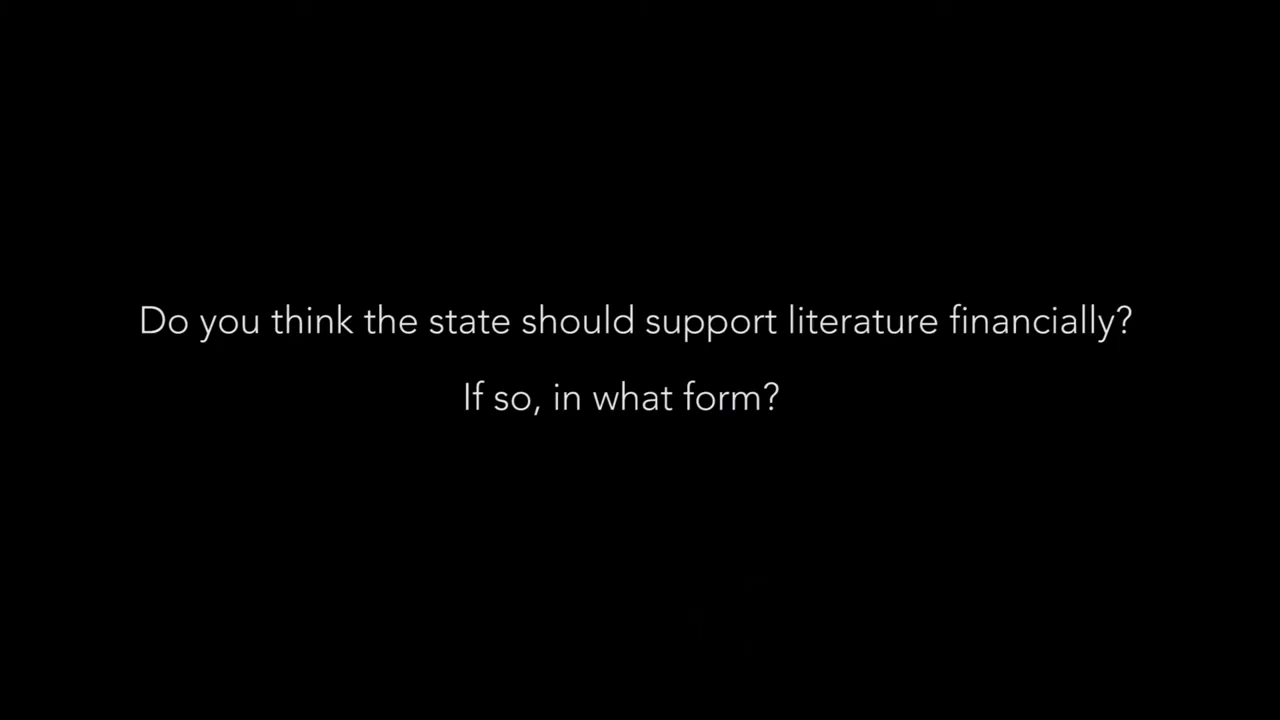 Do you think the state should support literature financially?
If so, in what form?